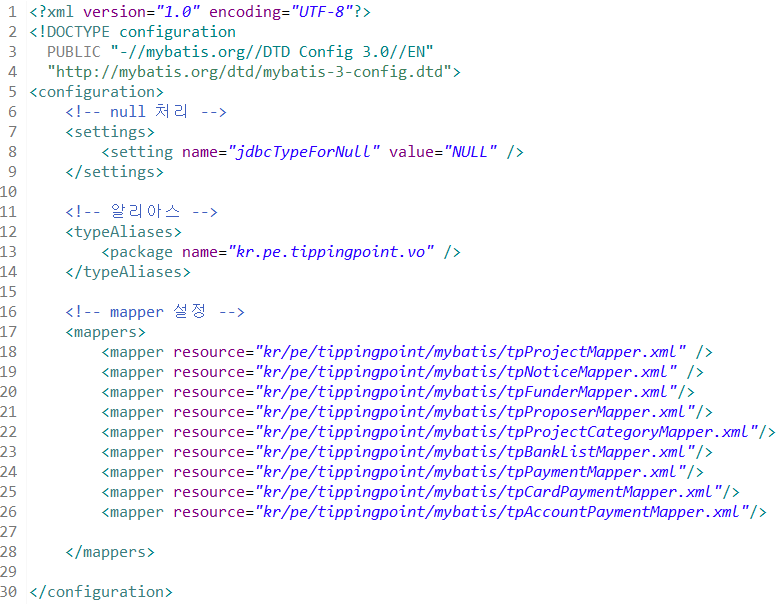 1 <?xml version="1.0" encoding="UTF-8"?>
2 <!DOCTYPE configuration
3   PUBLIC "-//mybatis.org//DTD Config 3.0//EN"
4   "http://mybatis.org/dtd/mybatis-3-config.dtd">
5 <configuration>
6     <!-- null 처리 -->
7     <settings>
8         <setting name="jdbcTypeForNull" value="NULL" />
9     </settings>
10
11     <!-- 알리아스 -->
12     <typeAliases>
13         <package name="kr.pe.tippingpoint.vo" />
14     </typeAliases>
15
16     <!-- mapper 설정 -->
17     <mappers>
18         <mapper resource="kr/pe/tippingpoint/mybatis/tpProjectMapper.xml" />
19         <mapper resource="kr/pe/tippingpoint/mybatis/tpNoticeMapper.xml" />
20         <mapper resource="kr/pe/tippingpoint/mybatis/tpFunderMapper.xml"/>
21         <mapper resource="kr/pe/tippingpoint/mybatis/tpProposerMapper.xml"/>
22         <mapper resource="kr/pe/tippingpoint/mybatis/tpProjectCategoryMapper.xml"/>
23         <mapper resource="kr/pe/tippingpoint/mybatis/tpBankListMapper.xml"/>
24         <mapper resource="kr/pe/tippingpoint/mybatis/tpPaymentMapper.xml"/>
25         <mapper resource="kr/pe/tippingpoint/mybatis/tpCardPaymentMapper.xml"/>
26         <mapper resource="kr/pe/tippingpoint/mybatis/tpAccountPaymentMapper.xml"/>
27
28     </mappers>
29
30 </configuration>